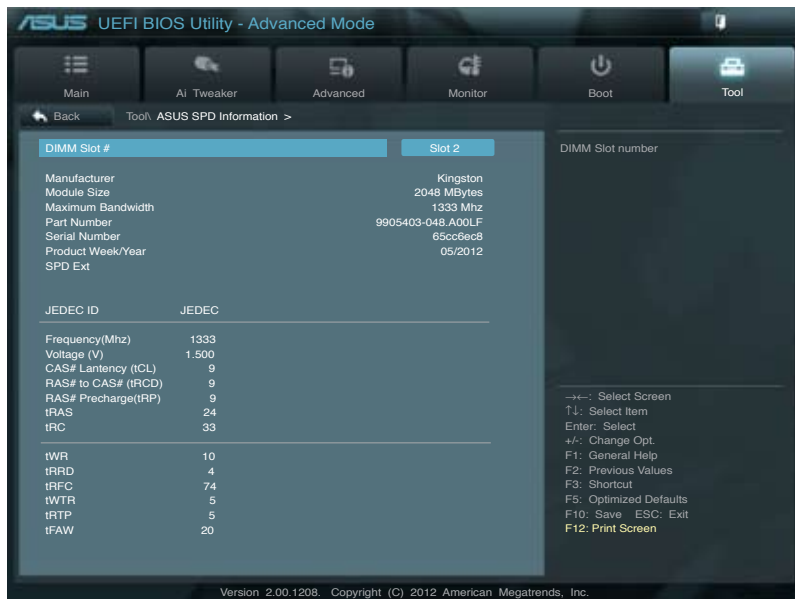 ASUS UEFI BIOS Utility - Advanced Mode
Main Ai Tweaker Advanced Monitor Boot Tool
Back Tool\ ASUS SPD Information >
DIMM Slot # Slot 2
DIMM Slot number
Manufacturer Kingston
Module Size 2048 MBytes
Maximum Bandwidth 1333 Mhz
Part Number 9905403-048.A00LF
Serial Number 65cc6ec8
Product Week/Year 05/2012
SPD Ext
JEDEC ID JEDEC
Frequency(Mhz) 1333
Voltage (V) 1.500
CAS# Lantency (tCL) 9
RAS# to CAS# (tRCD) 9
RAS# Precharge(tRP) 9
tRAS 24
tRC 33
tWR 10
tRRD 4
tRFC 74
tWTR 5
tRTP 5
tFAW 20
→←: Select Screen
↑↓: Select Item
Enter: Select
+/-: Change Opt.
F1: General Help
F2: Previous Values
F3: Shortcut
F5: Optimized Defaults
F10: Save ESC: Exit
F12: Print Screen
Version 2.00.1208. Copyright (C) 2012 American Megatrends, Inc.